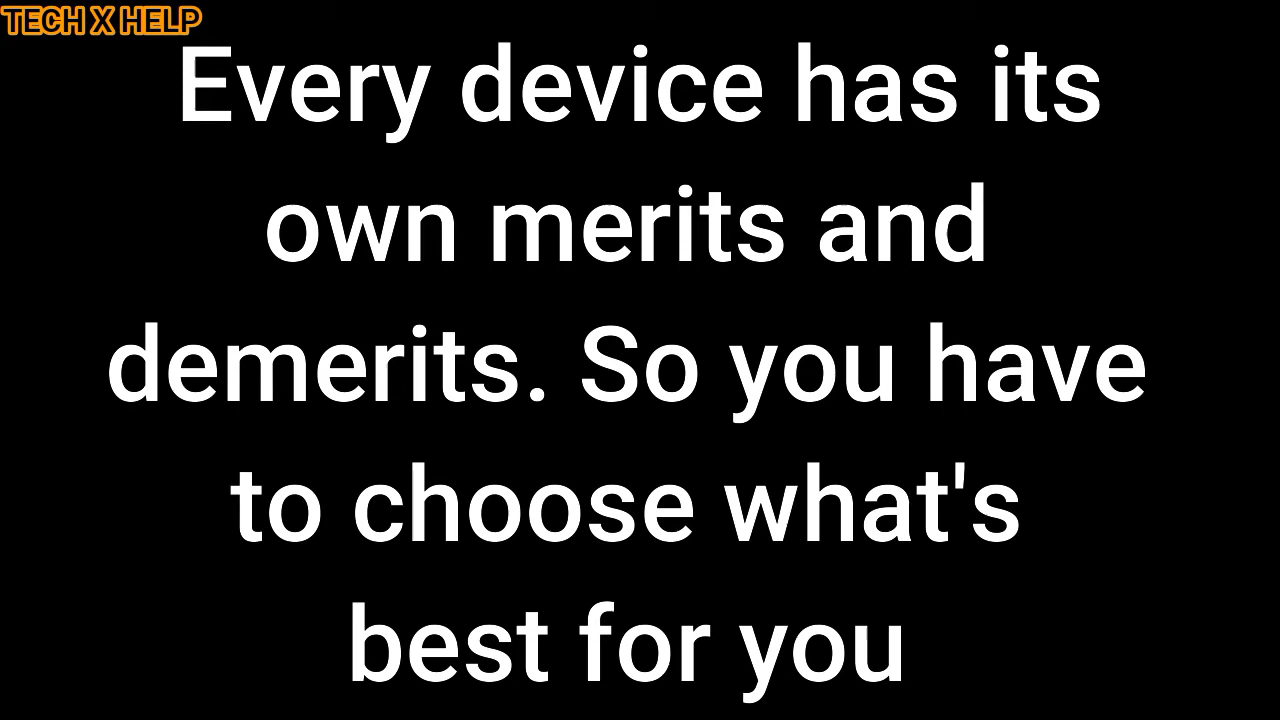 TECH X HELP
Every device has its
own merits and
demerits. So you have
to choose what's
best for you